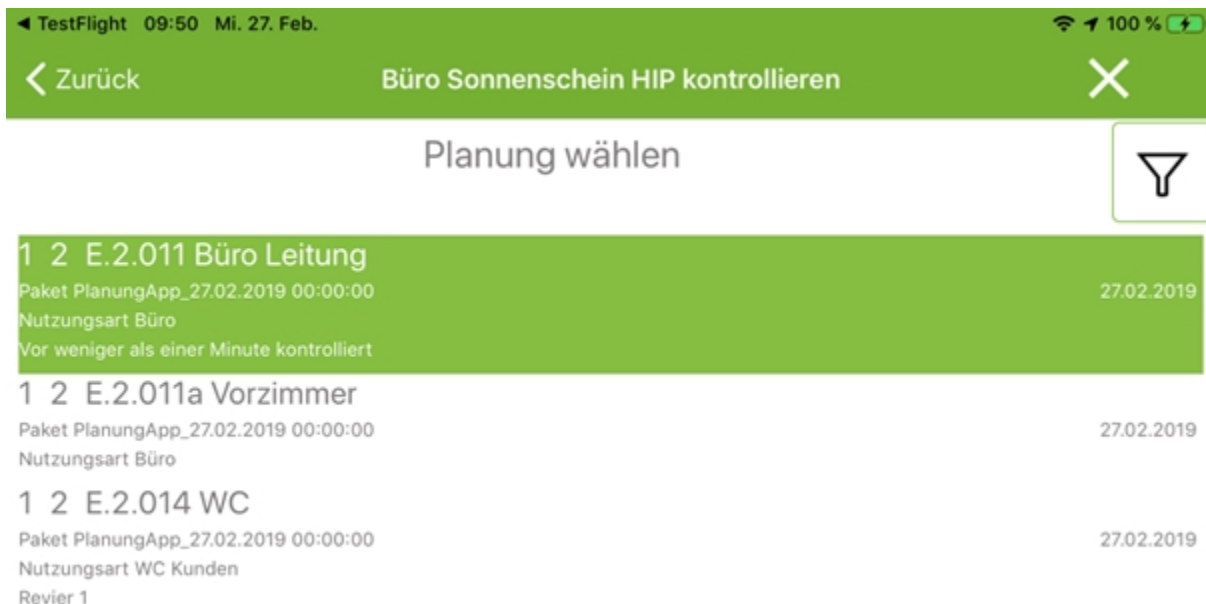 TestFlight 09:50 Mi. 27. Feb. 100 %
Zurück Büro Sonnenschein HIP kontrollieren
Planung wählen
1 2 E.2.011 Büro Leitung
Paket PlanungApp_27.02.2019 00:00:00 27.02.2019
Nutzungsart Büro
Vor weniger als einer Minute kontrolliert
1 2 E.2.011a Vorzimmer
Paket PlanungApp_27.02.2019 00:00:00 27.02.2019
Nutzungsart Büro
1 2 E.2.014 WC
Paket PlanungApp_27.02.2019 00:00:00 27.02.2019
Nutzungsart WC Kunden
Revier 1